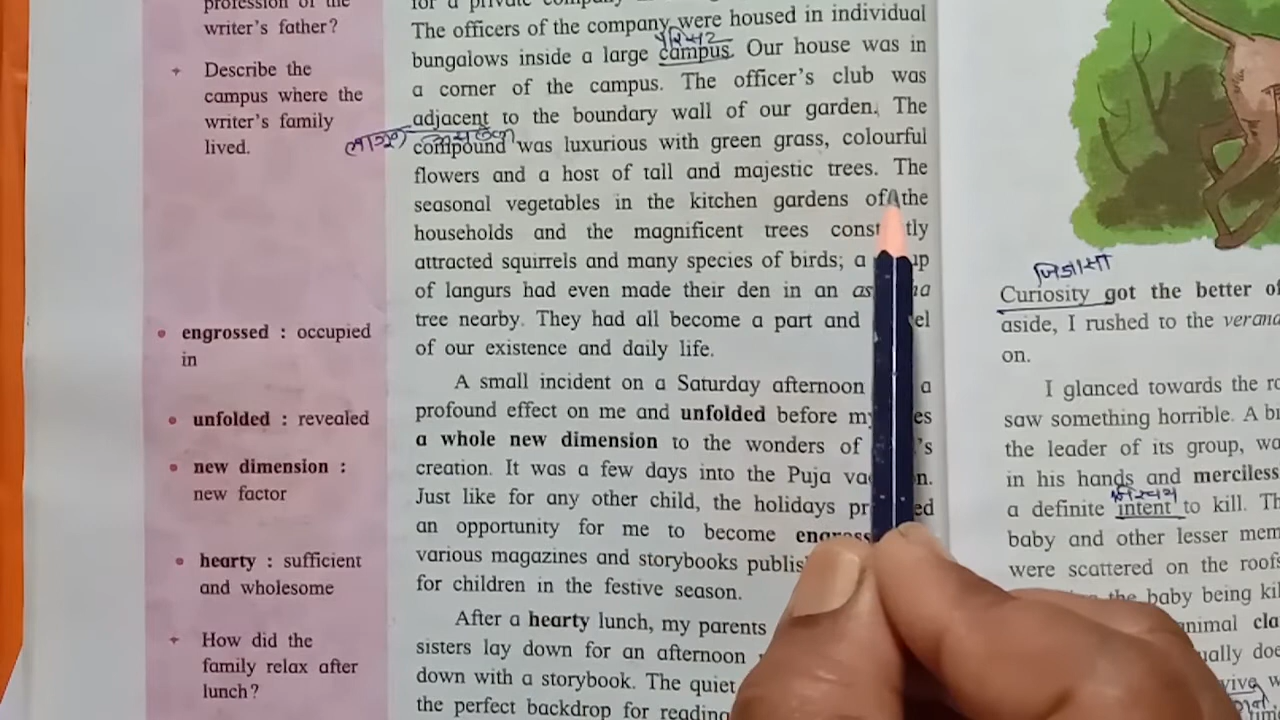 profession of the
writer's father?
+ Describe the
campus where the
writer's family
lived.
• engrossed : occupied
in
• unfolded : revealed
• new dimension :
new factor
• hearty : sufficient
and wholesome
+ How did the
family relax after
lunch?
for a private company
The officers of the company were housed in individual
परिसर
bungalows inside a large campus. Our house was in
a corner of the campus. The officer's club was
adjacent to the boundary wall of our garden. The
compound was luxurious with green grass, colourful
flowers and a host of tall and majestic trees. The
seasonal vegetables in the kitchen gardens of the
households and the magnificent trees
attracted squirrels and many species of birds; a
of langurs had even made their den in an
tree nearby. They had all become a part and
of our existence and daily life.
A small incident on a Saturday afternoon a
profound effect on me and unfolded before
a whole new dimension to the wonders of
creation. It was a few days into the Puja
Just like for any other child, the holidays
an opportunity for me to become
various magazines and storybooks
for children in the festive season.
After a hearty lunch, my parents
sisters lay down for an afternoon
down with a storybook. The quiet
the perfect backdrop for reading
जिज्ञासा
Curiosity got the better of
aside, I rushed to the
on.
I glanced towards the
saw something horrible. A
the leader of its group,
in his hands and
निश्चय
a definite intent to kill.
baby and other lesser
were scattered on the
the baby being